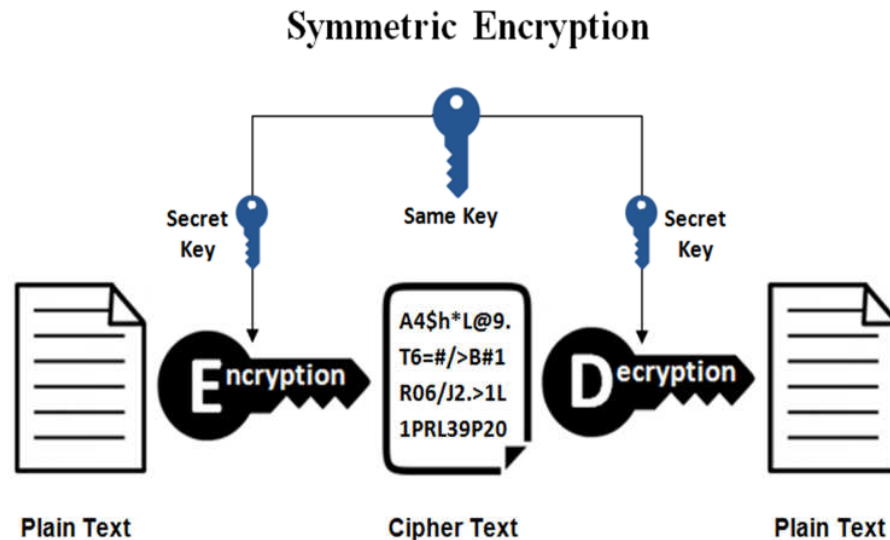 Symmetric Encryption
Same Key
Secret
Key
Secret
Key
Encryption
A4$h*L@9.
T6=#/>B#1
R06/J2.>1L
1PRL39P20
Decryption
Plain Text
Cipher Text
Plain Text